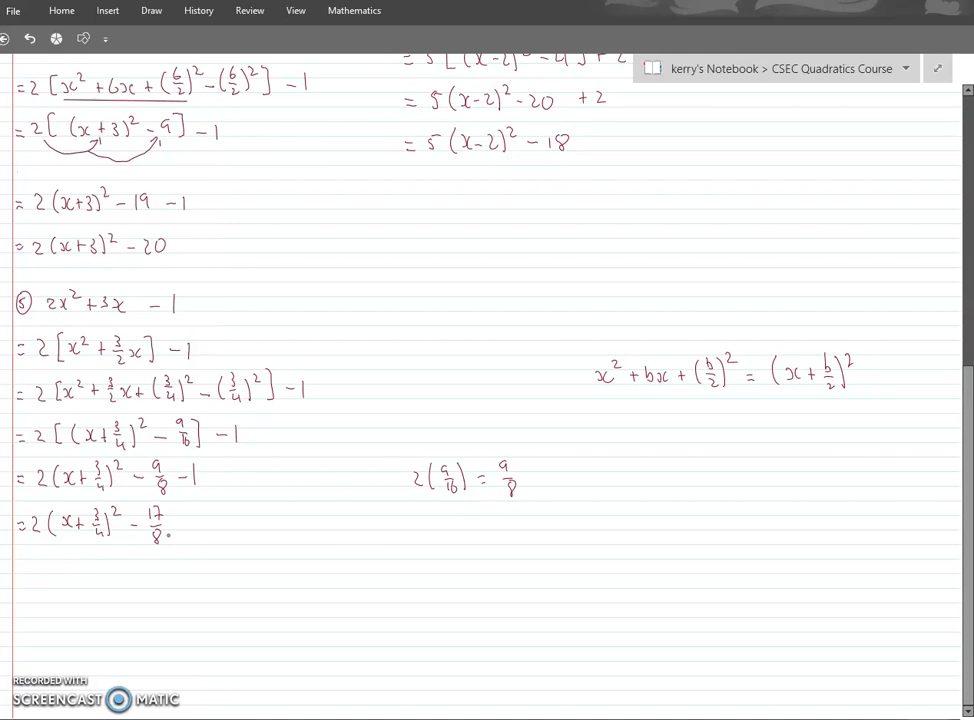 File Home Insert Draw History Review View Mathematics
kerry's Notebook > CSEC Quadratics Course
=2[x² + 6x + (6/2)² - (6/2)²] - 1
=2[(x+3)² - 9] - 1
= 2(x+3)² - 19 - 1
= 2(x+3)² - 20
⑤ 2x² + 3x - 1
= 2[x² + 3/2x] - 1
= 2[x² + 3/2x + (3/4)² - (3/4)²] - 1
= 2[(x+3/4)² - 9/16] - 1
= 2(x+3/4)² - 9/8 - 1
= 2(x+3/4)² - 17/8
= 5[(x-2)² - 4] + 2
= 5(x-2)² - 20 + 2
= 5(x-2)² - 18
x² + bx + (b/2)² = (x + b/2)²
2(9/16) = 9/8
RECORDED WITH
SCREENCAST MATIC